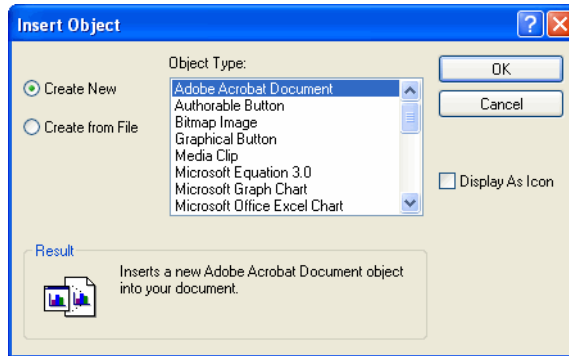 Insert Object
Object Type:
Create New
Create from File
Adobe Acrobat Document
Authorable Button
Bitmap Image
Graphical Button
Media Clip
Microsoft Equation 3.0
Microsoft Graph Chart
Microsoft Office Excel Chart
OK
Cancel
Display As Icon
Result
Inserts a new Adobe Acrobat Document object
into your document.